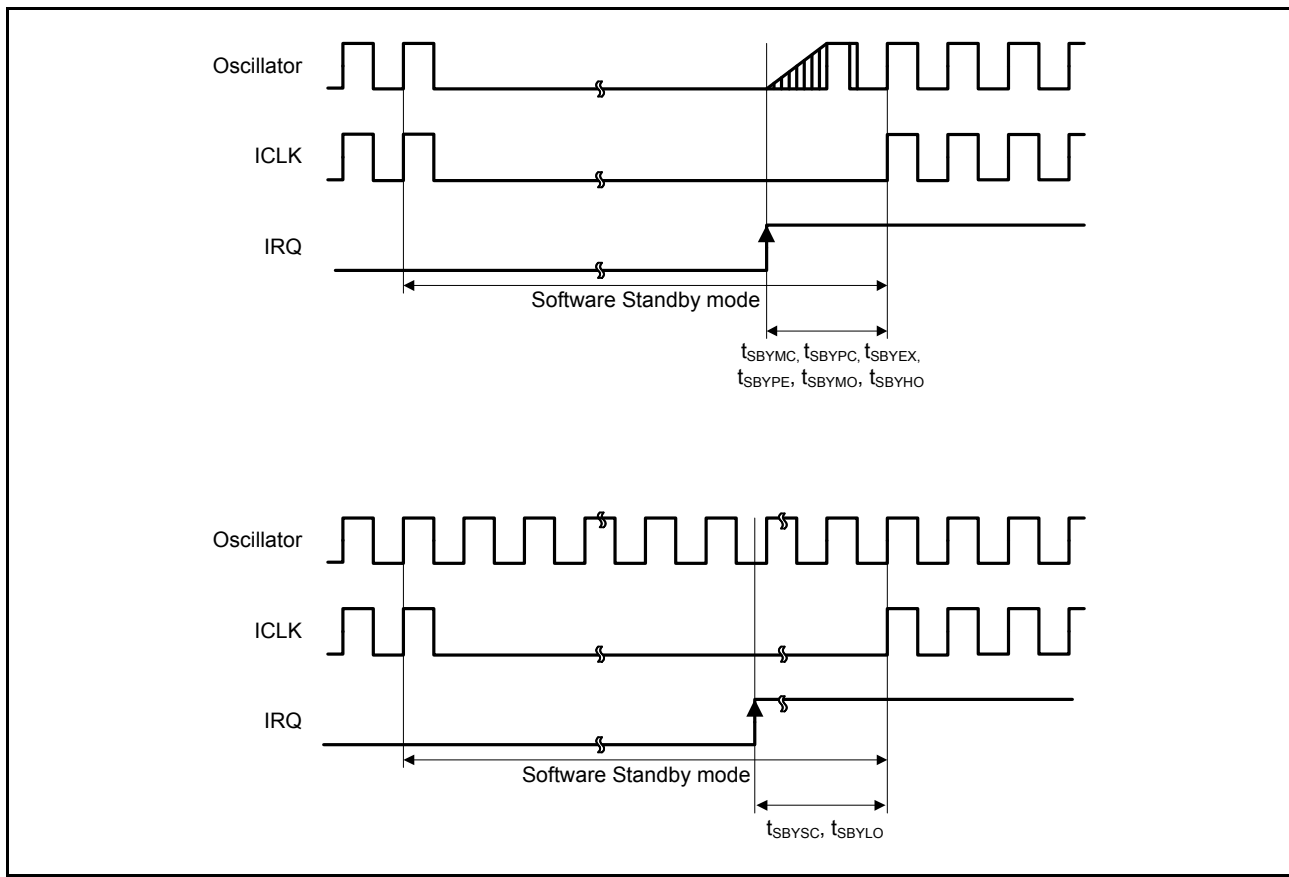 Oscillator
ICLK
IRQ
Software Standby mode
tSBYMC, tSBYPC, tSBYEX,
tSBYPE, tSBYMO, tSBYHO
Oscillator
ICLK
IRQ
Software Standby mode
tSBYSC, tSBYLO